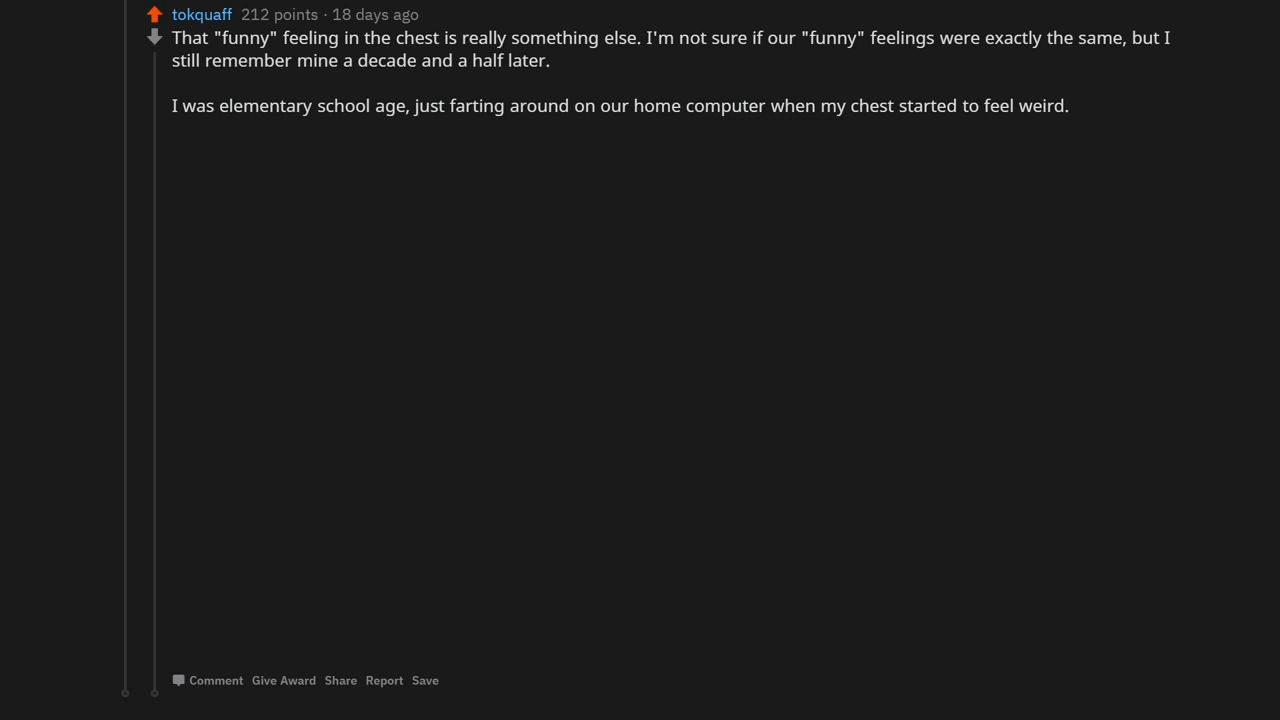 tokquaff 212 points · 18 days ago
That "funny" feeling in the chest is really something else. I'm not sure if our "funny" feelings were exactly the same, but I
still remember mine a decade and a half later.
I was elementary school age, just farting around on our home computer when my chest started to feel weird.
Comment Give Award Share Report Save